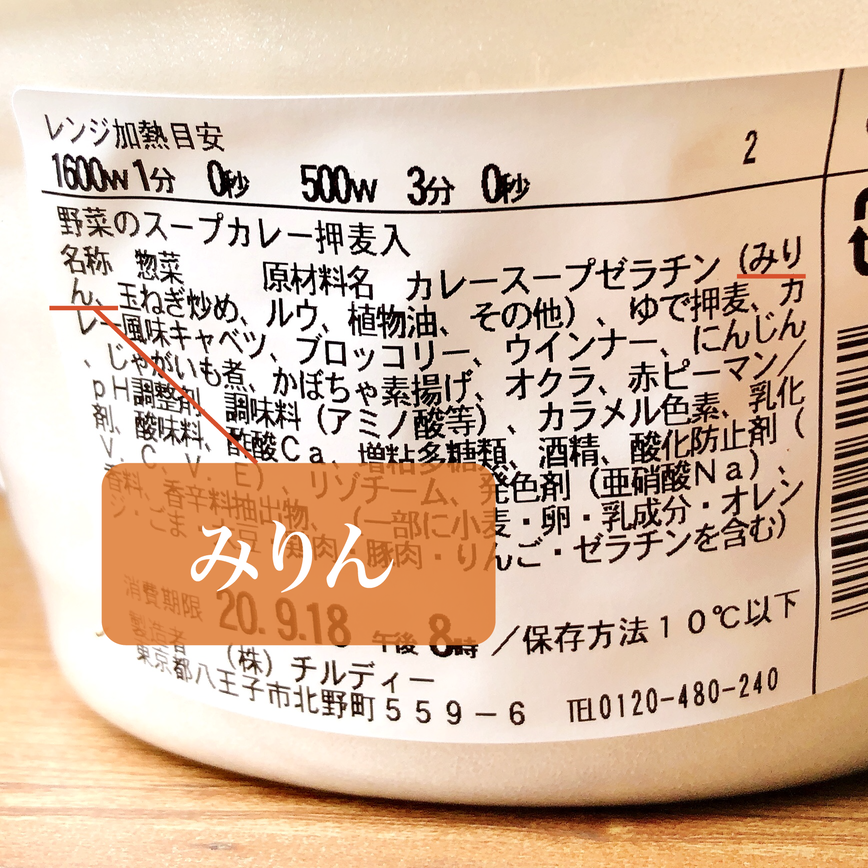 レンジ加熱目安
2
1600w 1分 0秒 500w 3分 0秒
野菜のスープカレー押麦入
名称 惣菜 原材料名 カレースープゼラチン(みり
ん、玉ねぎ炒め、ルウ、植物油、その他)、ゆで押麦、カ
レー風味キャベツ、ブロッコリー、ウインナー、にんじん
、じゃがいも煮、かぼちゃ素揚げ、オクラ、赤ピーマン/
pH調整剤、調味料(アミノ酸等)、カラメル色素、乳化
剤、酸味料、酢酸Ca、増粘多糖類、酒精、酸化防止剤(
V.C、V.E)、リゾチーム、発色剤(亜硝酸Na)、
香料、香辛料抽出物、(一部に小麦・卵・乳成分・オレン
ジ・ごま・大豆・鶏肉・豚肉・りんご・ゼラチンを含む)
みりん
消費期限 20.9.18 午後 8時 /保存方法10℃以下
製造者 (株)チルディー
東京都八王子市北野町559-6 TEL0120-480-240